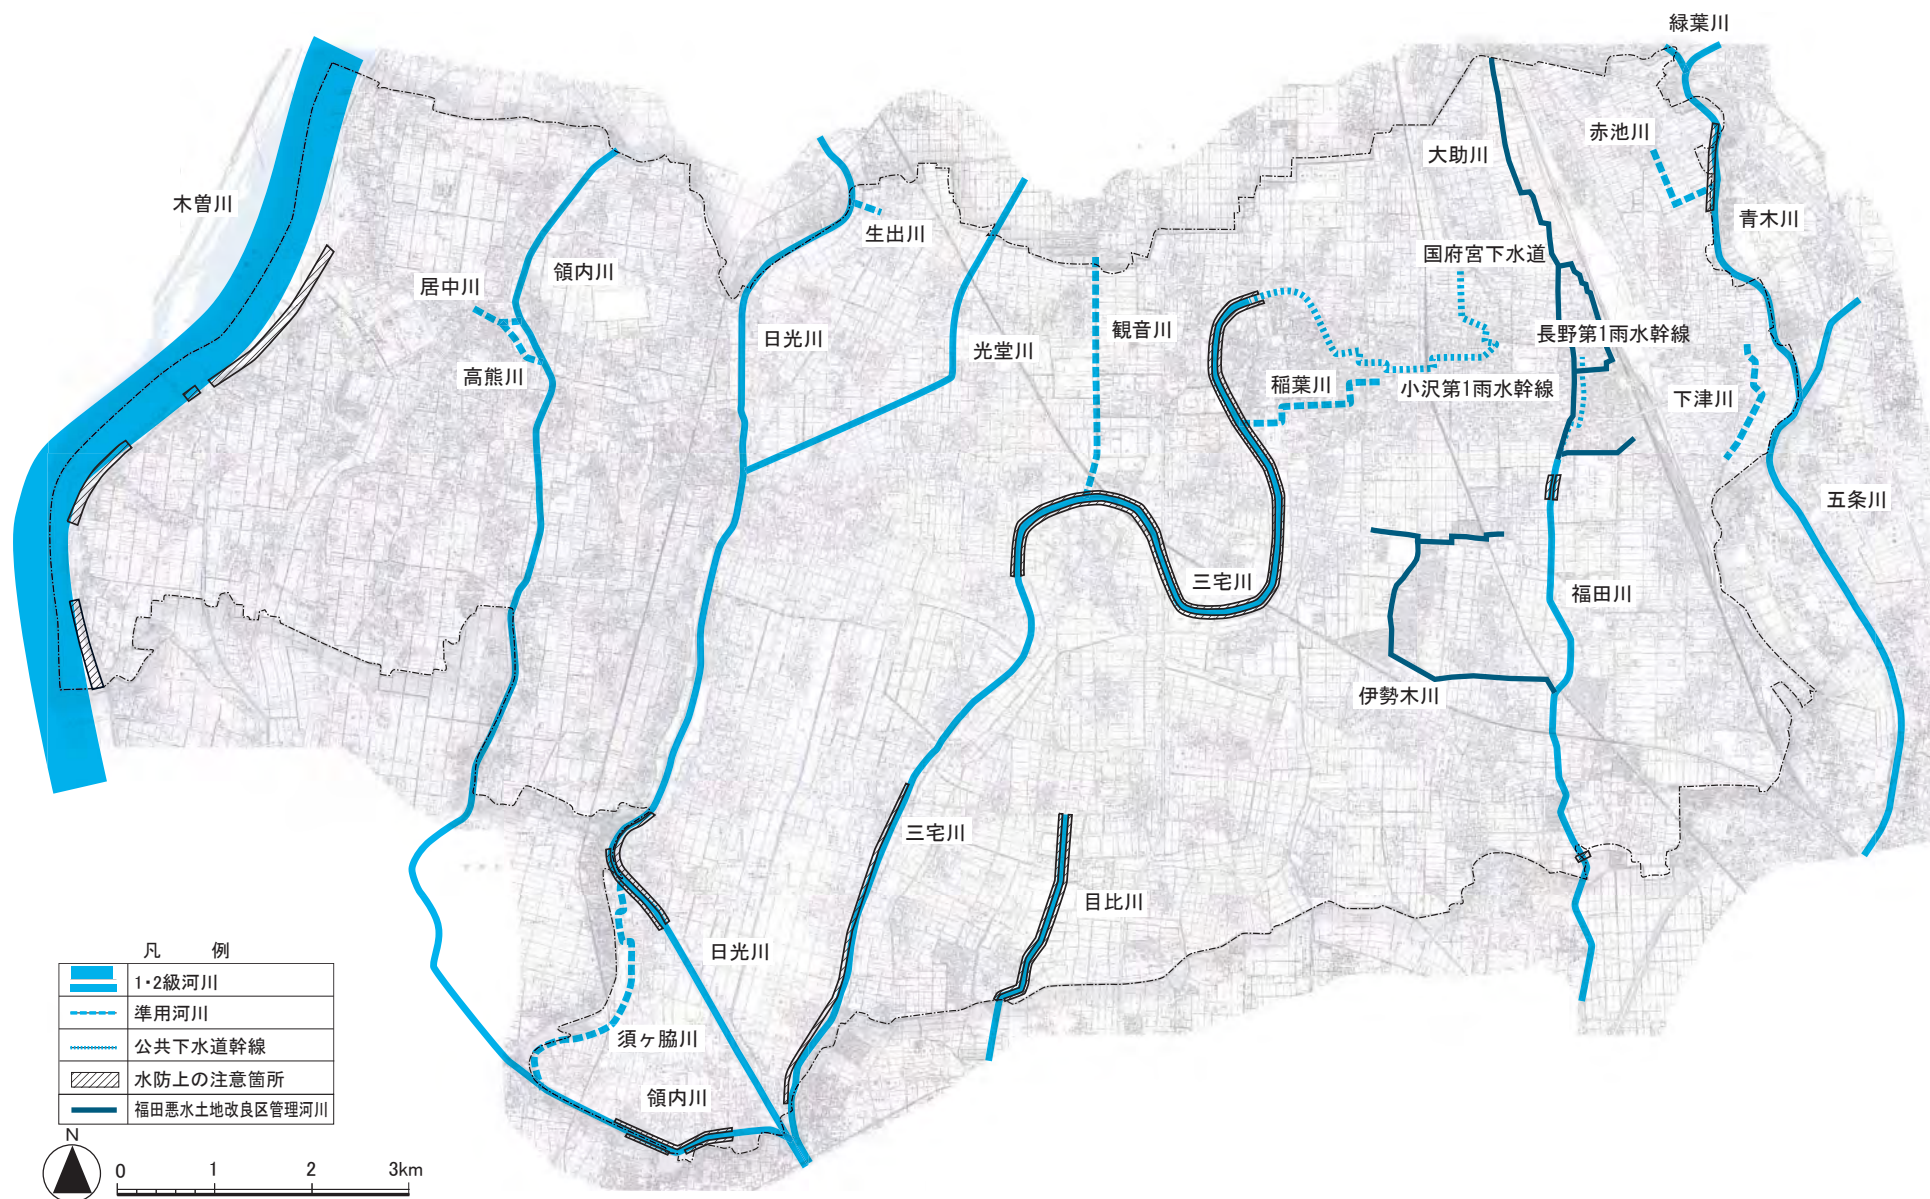 緑葉川
赤池川
大助川
木曽川
青木川
生出川
国府宮下水道
領内川
居中川
観音川
長野第1雨水幹線
日光川
光堂川
高熊川
稲葉川
小沢第1雨水幹線
下津川
五条川
三宅川
福田川
伊勢木川
三宅川
目比川
日光川
須ヶ脇川
領内川
凡 例
1・2級河川
準用河川
公共下水道幹線
水防上の注意箇所
福田悪水土地改良区管理河川
N
0 1 2 3km